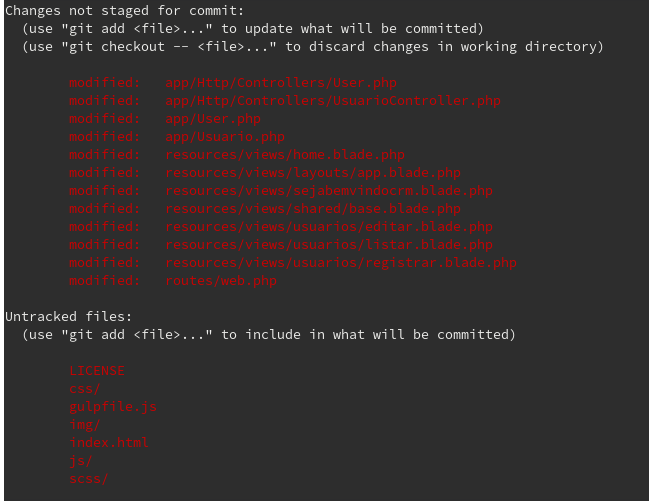 Changes not staged for commit:
(use "git add <file>..." to update what will be committed)
(use "git checkout -- <file>..." to discard changes in working directory)
modified: app/Http/Controllers/User.php
modified: app/Http/Controllers/UsuarioController.php
modified: app/User.php
modified: app/Usuario.php
modified: resources/views/home.blade.php
modified: resources/views/layouts/app.blade.php
modified: resources/views/sejabemvindocrm.blade.php
modified: resources/views/shared/base.blade.php
modified: resources/views/usuarios/editar.blade.php
modified: resources/views/usuarios/listar.blade.php
modified: resources/views/usuarios/registrar.blade.php
modified: routes/web.php
Untracked files:
(use "git add <file>..." to include in what will be committed)
LICENSE
css/
gulpfile.js
img/
index.html
js/
scss/